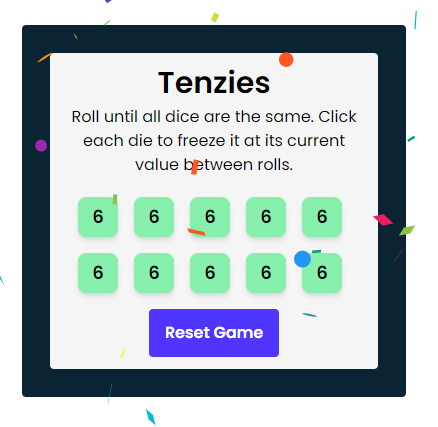 Tenzies
Roll until all dice are the same. Click
each die to freeze it at its current
value between rolls.
6 6 6 6 6
6 6 6 6 6
Reset Game